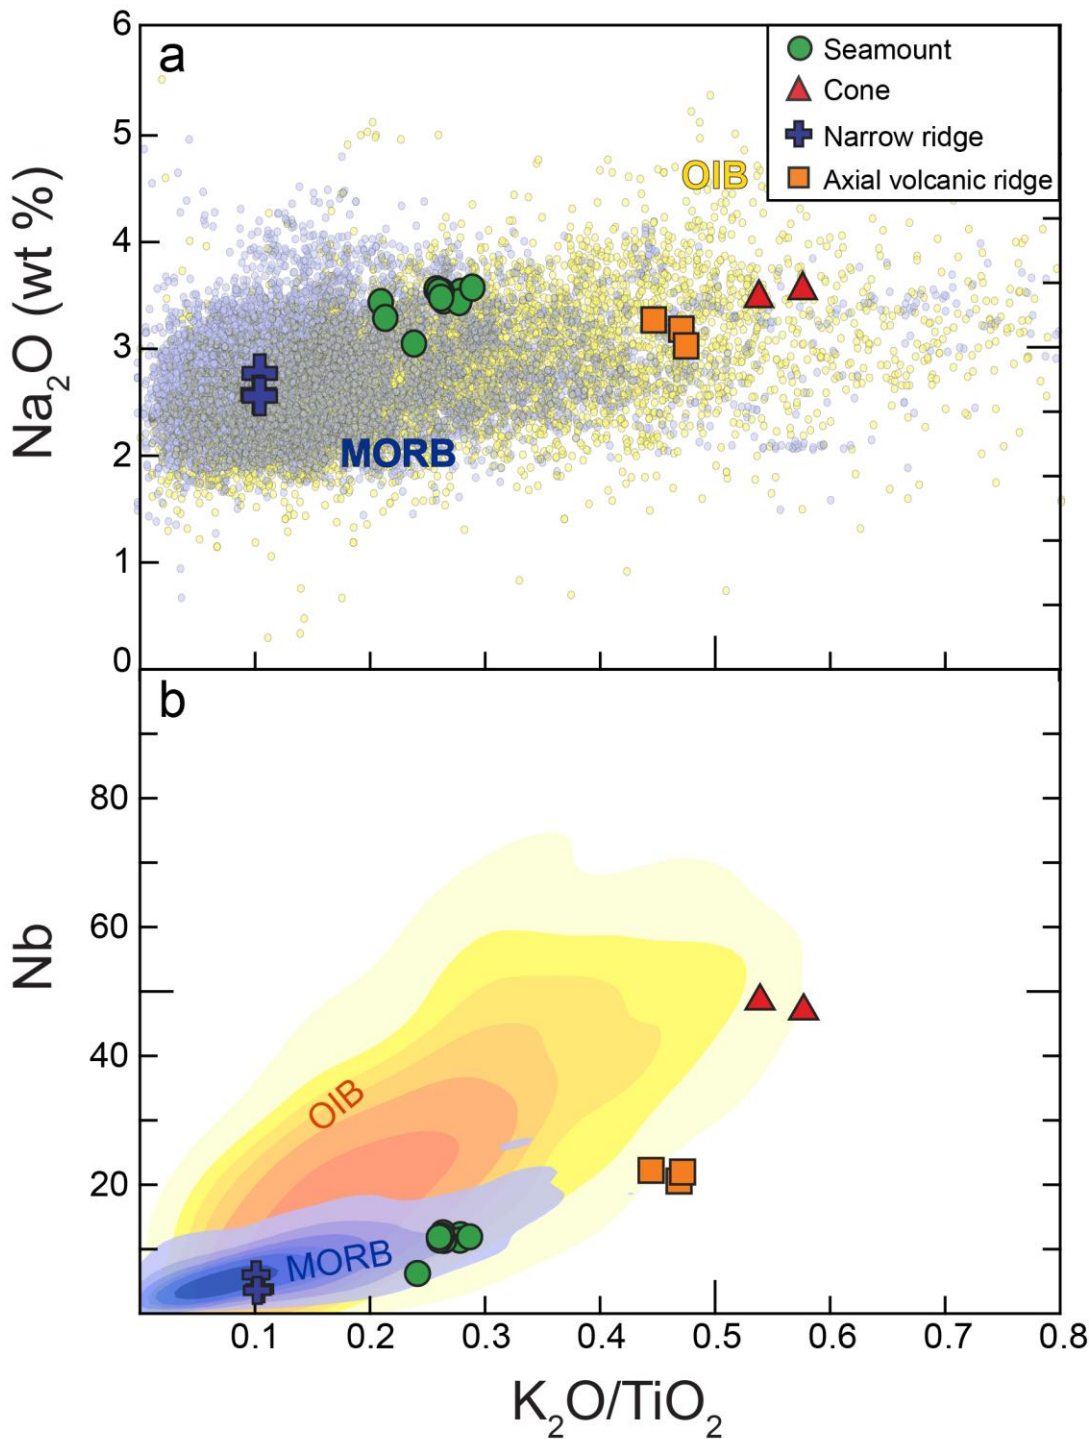 a
Na₂O (wt %)
6
5
4
3
2
1
0
Seamount
Cone
Narrow ridge
Axial volcanic ridge
OIB
MORB
b
Nb
80
60
40
20
OIB
MORB
0.1 0.2 0.3 0.4 0.5 0.6 0.7 0.8
K₂O/TiO₂